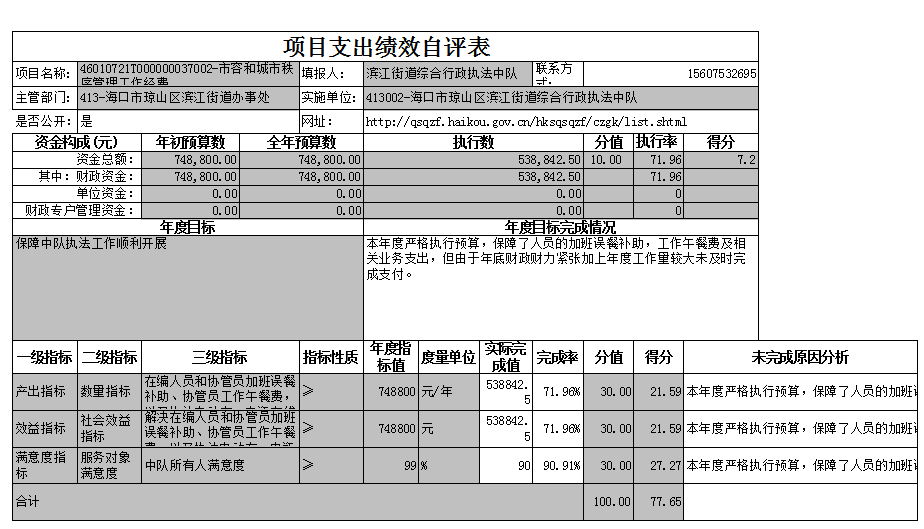 项目支出绩效自评表
项目名称: 46010721T000000037002-市容和城市秩序管理工作经费 填报人: 滨江街道综合行政执法中队 联系方式: 15607532695
主管部门: 413-海口市琼山区滨江街道办事处 实施单位: 413002-海口市琼山区滨江街道综合行政执法中队
是否公开: 是 网址: http://qsqzf.haikou.gov.cn/hksqsqzf/czgk/list.shtml
资金构成(元) 年初预算数 全年预算数 执行数 分值 执行率 得分
资金总额: 748,800.00 748,800.00 538,842.50 10.00 71.96 7.2
其中: 财政资金: 748,800.00 748,800.00 538,842.50 71.96
单位资金: 0.00 0.00 0.00 0
财政专户管理资金: 0.00 0.00 0.00 0
年度目标 年度目标完成情况
保障中队执法工作顺利开展
本年度严格执行预算，保障了人员的加班误餐补助，工作午餐费及相
关业务支出，但由于年底财政财力紧张加上年度工作量较大未及时完
成支付。
一级指标 二级指标 三级指标 指标性质 年度指标值 度量单位 实际完成值 完成率 分值 得分 未完成原因分析
产出指标 数量指标 在编人员和协管员加班误餐补助、协管员工作午餐费， ≥ 748800 元/年 538842.5 71.96% 30.00 21.59 本年度严格执行预算，保障了人员的加班误
效益指标 社会效益指标 解决在编人员和协管员加班误餐补助、协管员工作午餐 ≥ 748800 元 538842.5 71.96% 30.00 21.59 本年度严格执行预算，保障了人员的加班误
满意度指标 服务对象满意度 中队所有人满意度 ≥ 99 % 90 90.91% 30.00 27.27 本年度严格执行预算，保障了人员的加班误
合计 100.00 77.65